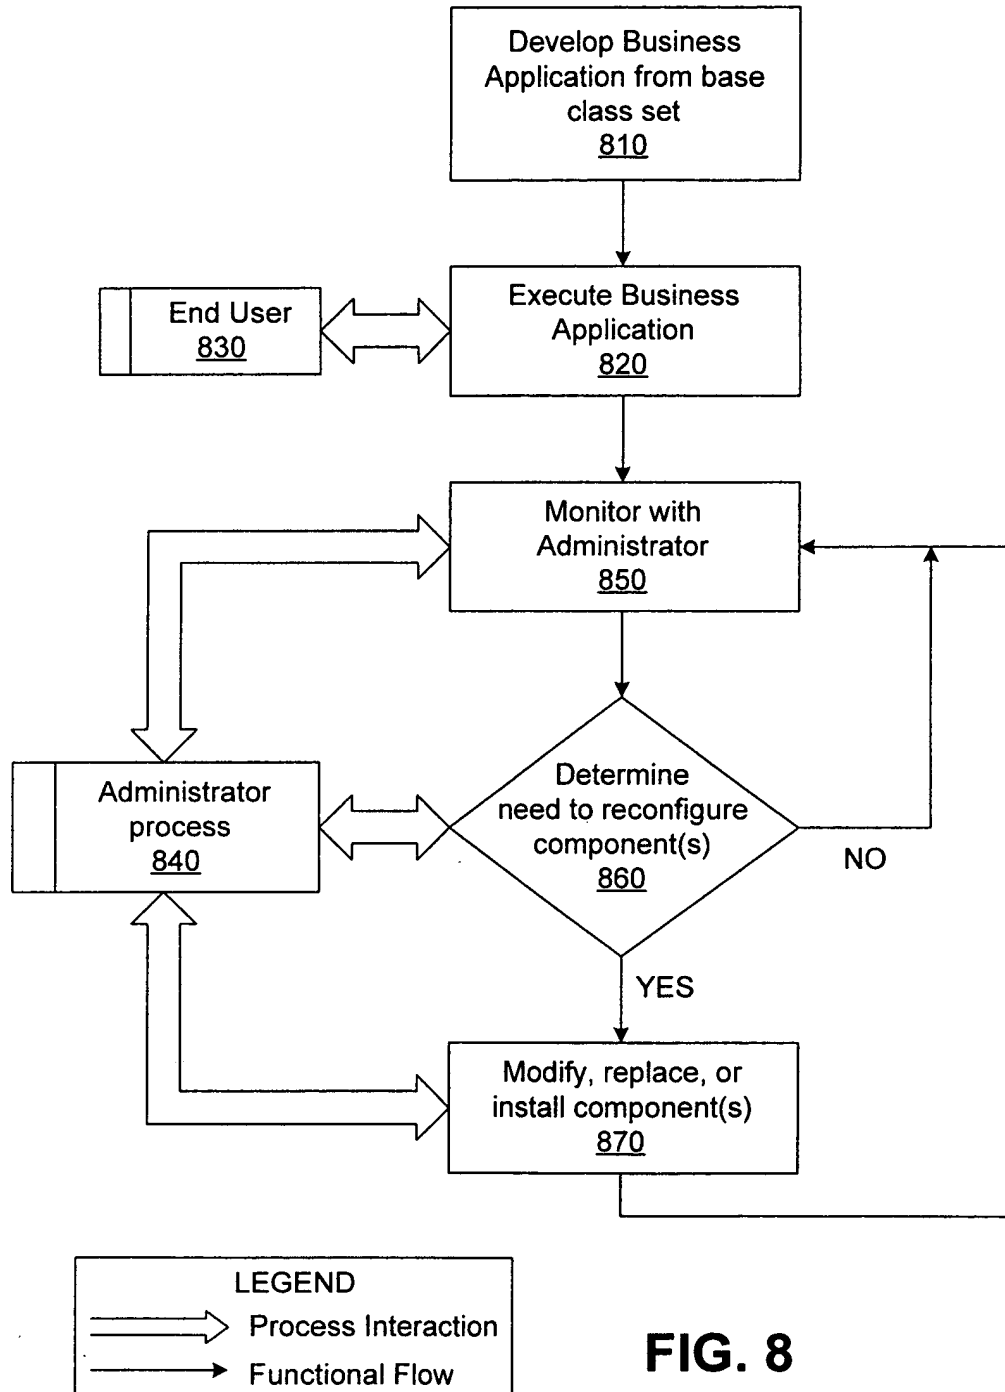 Develop Business
Application from base
class set
810
End User
830
Execute Business
Application
820
Monitor with
Administrator
850
Administrator
process
840
Determine
need to reconfigure
component(s)
860
NO
YES
Modify, replace, or
install component(s)
870
LEGEND
Process Interaction
Functional Flow
FIG. 8